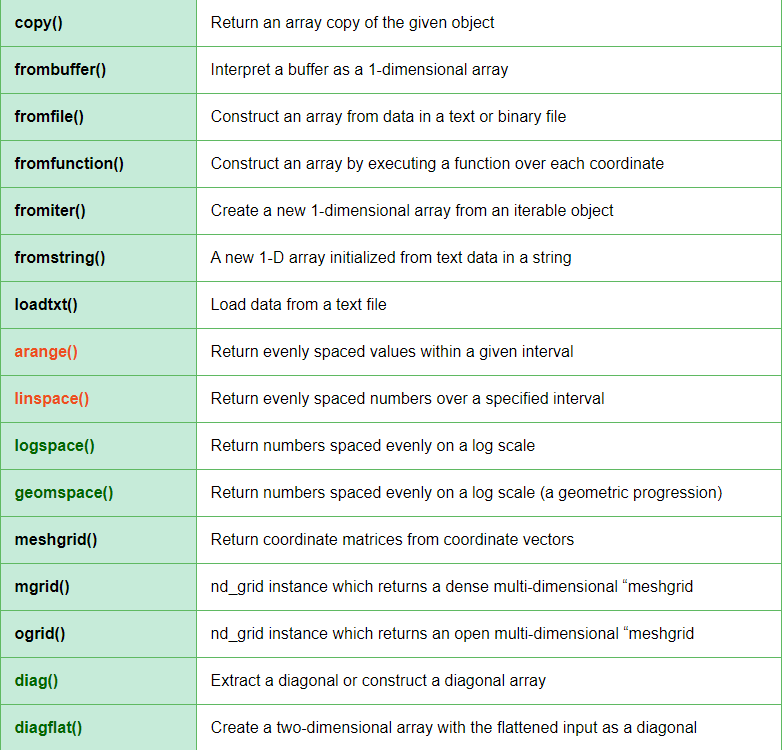 copy() Return an array copy of the given object
frombuffer() Interpret a buffer as a 1-dimensional array
fromfile() Construct an array from data in a text or binary file
fromfunction() Construct an array by executing a function over each coordinate
fromiter() Create a new 1-dimensional array from an iterable object
fromstring() A new 1-D array initialized from text data in a string
loadtxt() Load data from a text file
arange() Return evenly spaced values within a given interval
linspace() Return evenly spaced numbers over a specified interval
logspace() Return numbers spaced evenly on a log scale
geomspace() Return numbers spaced evenly on a log scale (a geometric progression)
meshgrid() Return coordinate matrices from coordinate vectors
mgrid() nd_grid instance which returns a dense multi-dimensional “meshgrid
ogrid() nd_grid instance which returns an open multi-dimensional “meshgrid
diag() Extract a diagonal or construct a diagonal array
diagflat() Create a two-dimensional array with the flattened input as a diagonal